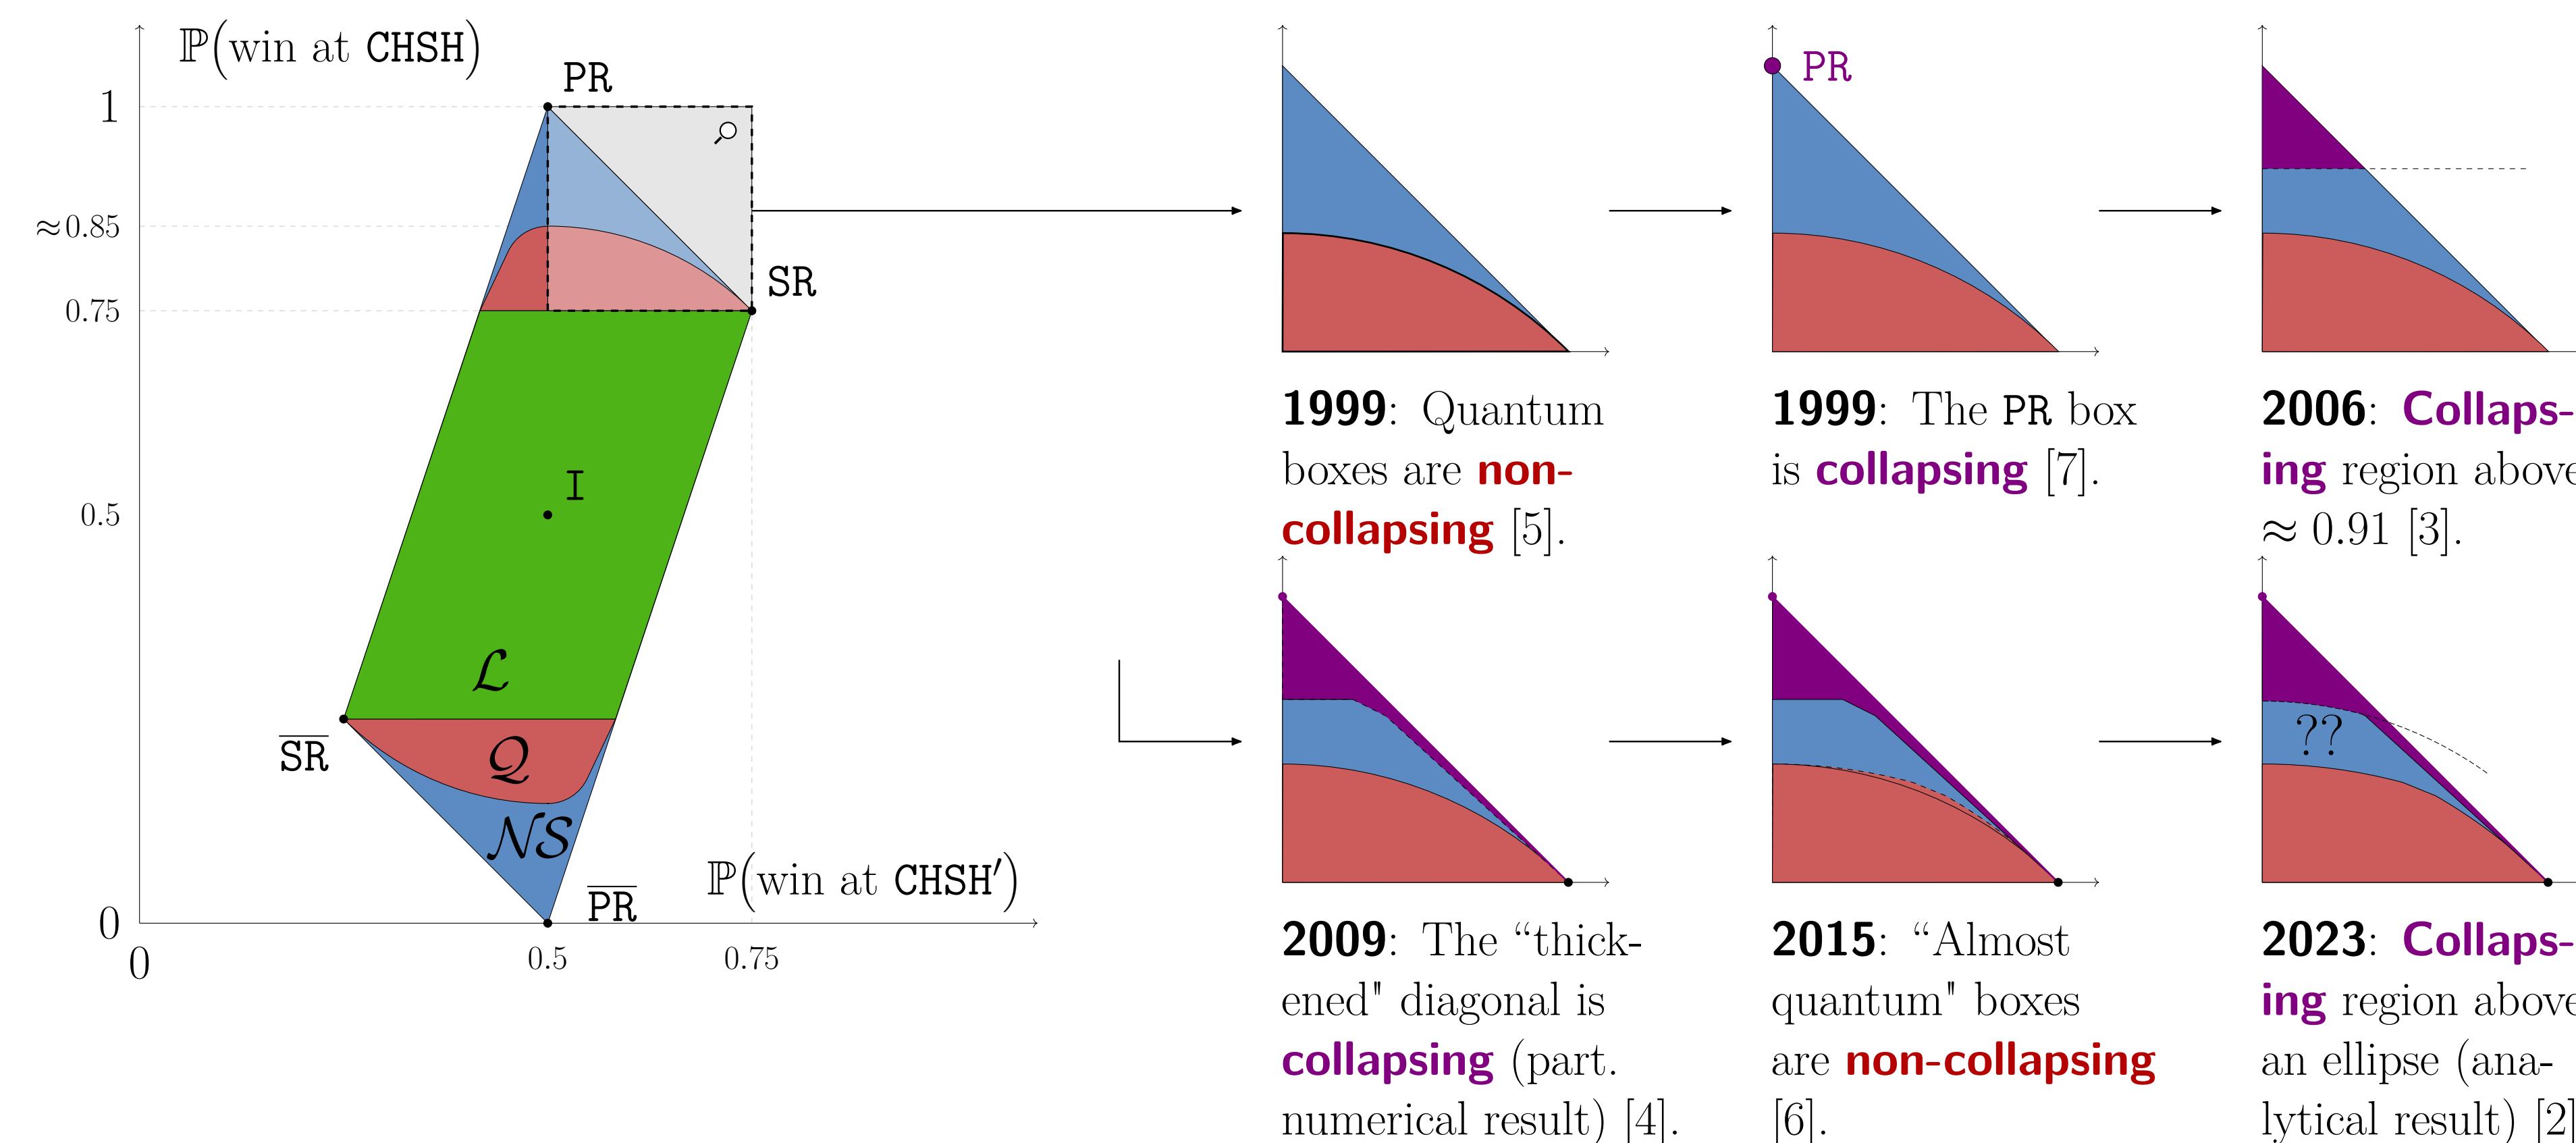 ℙ(win at CHSH)
PR
1
≈0.85
SR
0.75
I
0.5
ℒ
S̅R̅
𝒬
𝒩𝒮
ℙ(win at CHSH′)
P̅R̅
0
0
0.5
0.75
1999: Quantum
boxes are non-
collapsing [5].
PR
1999: The PR box
is collapsing [7].
2006: Collaps-
ing region above
≈ 0.91 [3].
2009: The “thick-
ened" diagonal is
collapsing (part.
numerical result) [4].
2015: “Almost
quantum" boxes
are non-collapsing
[6].
??
2023: Collaps-
ing region above
an ellipse (ana-
lytical result) [2]